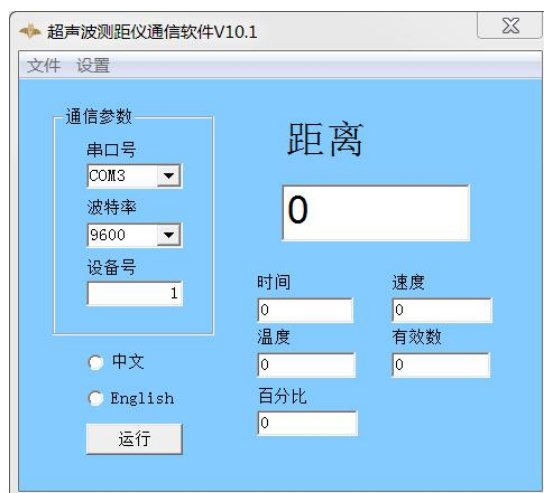 超声波测距仪通信软件V10.1
文件 设置
通信参数
串口号
COM3
波特率
9600
设备号
1
中文
English
运行
距离
0
时间 速度
0 0
温度 有效数
0 0
百分比
0